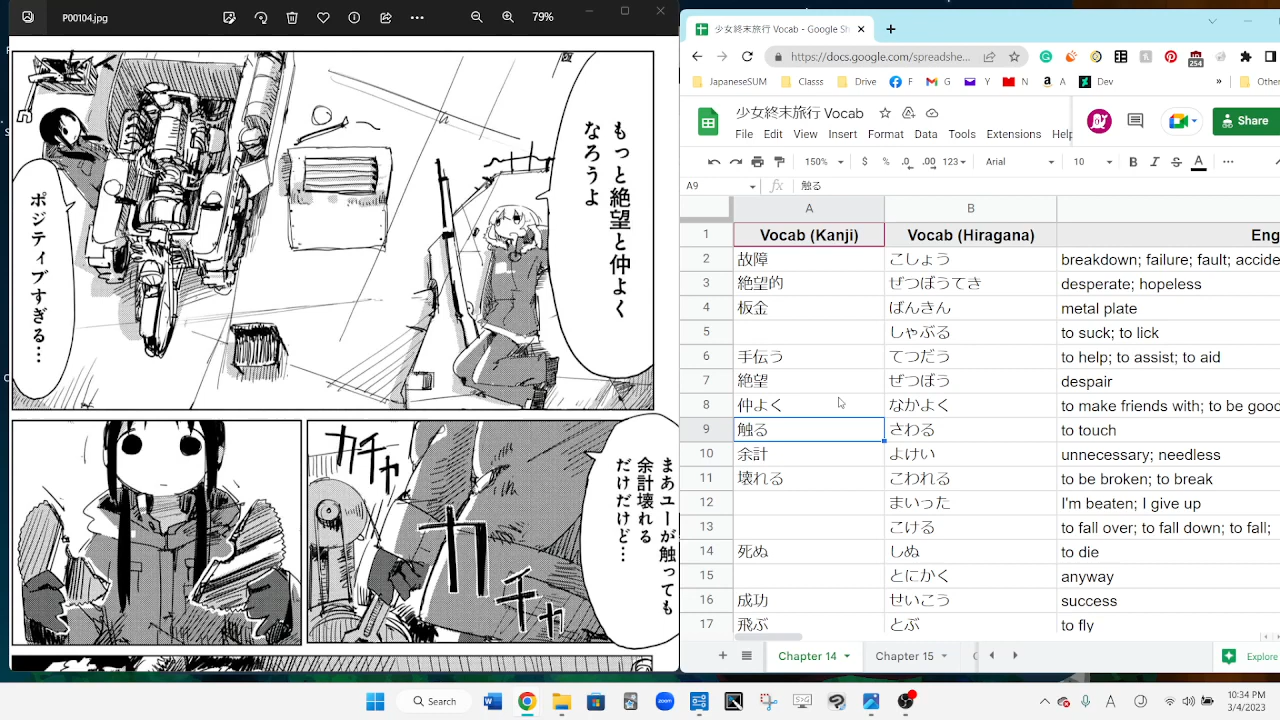 P00104.jpg
79%
もっと絶望と仲よく
なろうよ
ポジティブすぎる…
まあユーが触っても
余計壊れる
だけだけど…
カチャ
カチャ
少女終末旅行 Vocab - Google Sh
https://docs.google.com/spreadshe...
254
JapaneseSUM
Classs
Drive
F
G
Y
N
A
Dev
»
Other
少女終末旅行 Vocab
File Edit View Insert Format Data Tools Extensions Help
Share
150% $ % .0 .00 123 Arial 10 B I S A
A9 fx 触る
A B
1 Vocab (Kanji) Vocab (Hiragana) Eng
2 故障 こしょう breakdown; failure; fault; accide
3 絶望的 ぜつぼうてき desperate; hopeless
4 板金 ばんきん metal plate
5 しゃぶる to suck; to lick
6 手伝う てつだう to help; to assist; to aid
7 絶望 ぜつぼう despair
8 仲よく なかよく to make friends with; to be good
9 触る さわる to touch
10 余計 よけい unnecessary; needless
11 壊れる こわれる to be broken; to break
12 まいった I'm beaten; I give up
13 こける to fall over; to fall down; to fall;
14 死ぬ しぬ to die
15 とにかく anyway
16 成功 せいこう success
17 飛ぶ とぶ to fly
Chapter 14 Chapter 15 Explore
Search
zoom
A
10:34 PM
3/4/2023